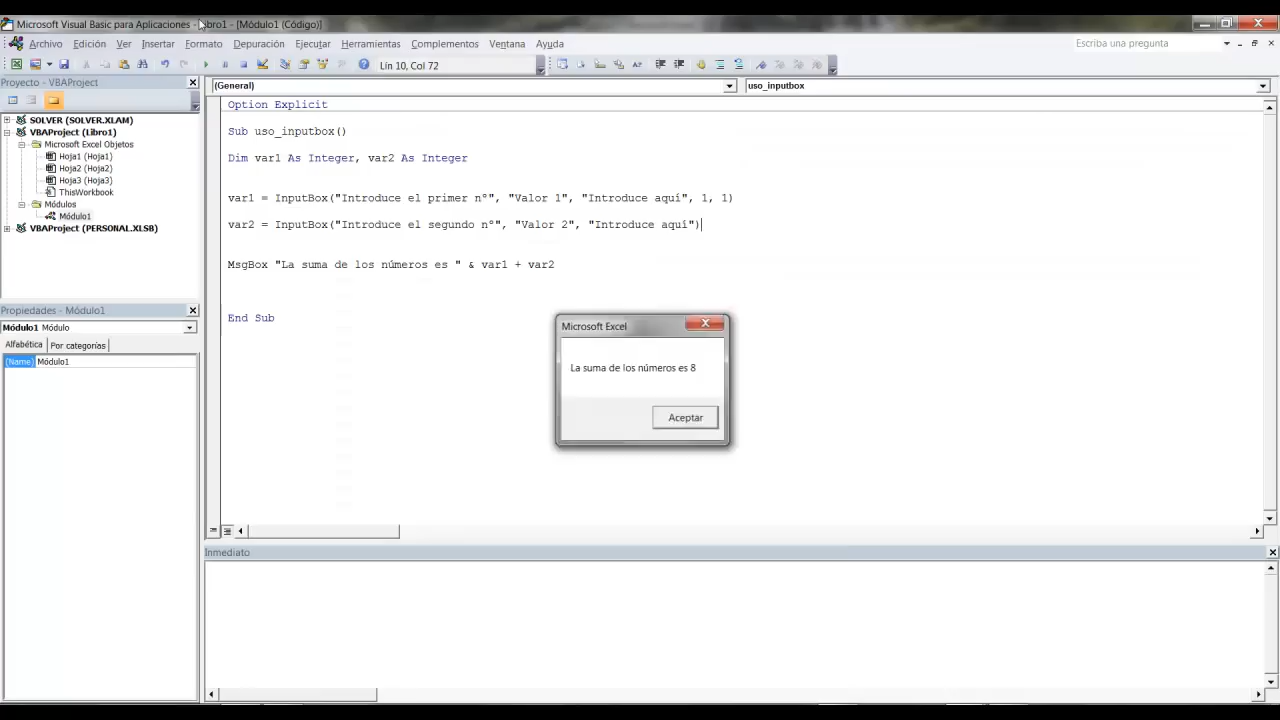 Microsoft Visual Basic para Aplicaciones - Libro1 - [Módulo1 (Código)]
Archivo Edición Ver Insertar Formato Depuración Ejecutar Herramientas Complementos Ventana Ayuda
Escriba una pregunta
Lín 10, Col 72
Proyecto - VBAProject
SOLVER (SOLVER.XLAM)
VBAProject (Libro1)
Microsoft Excel Objetos
Hoja1 (Hoja1)
Hoja2 (Hoja2)
Hoja3 (Hoja3)
ThisWorkbook
Módulos
Módulo1
VBAProject (PERSONAL.XLSB)
Propiedades - Módulo1
Módulo1 Módulo
Alfabética Por categorías
(Name) Módulo1
(General)
uso_inputbox
Option Explicit
Sub uso_inputbox()
Dim var1 As Integer, var2 As Integer
var1 = InputBox("Introduce el primer nº", "Valor 1", "Introduce aquí", 1, 1)
var2 = InputBox("Introduce el segundo nº", "Valor 2", "Introduce aquí")
MsgBox "La suma de los números es " & var1 + var2
End Sub
Microsoft Excel
La suma de los números es 8
Aceptar
Inmediato